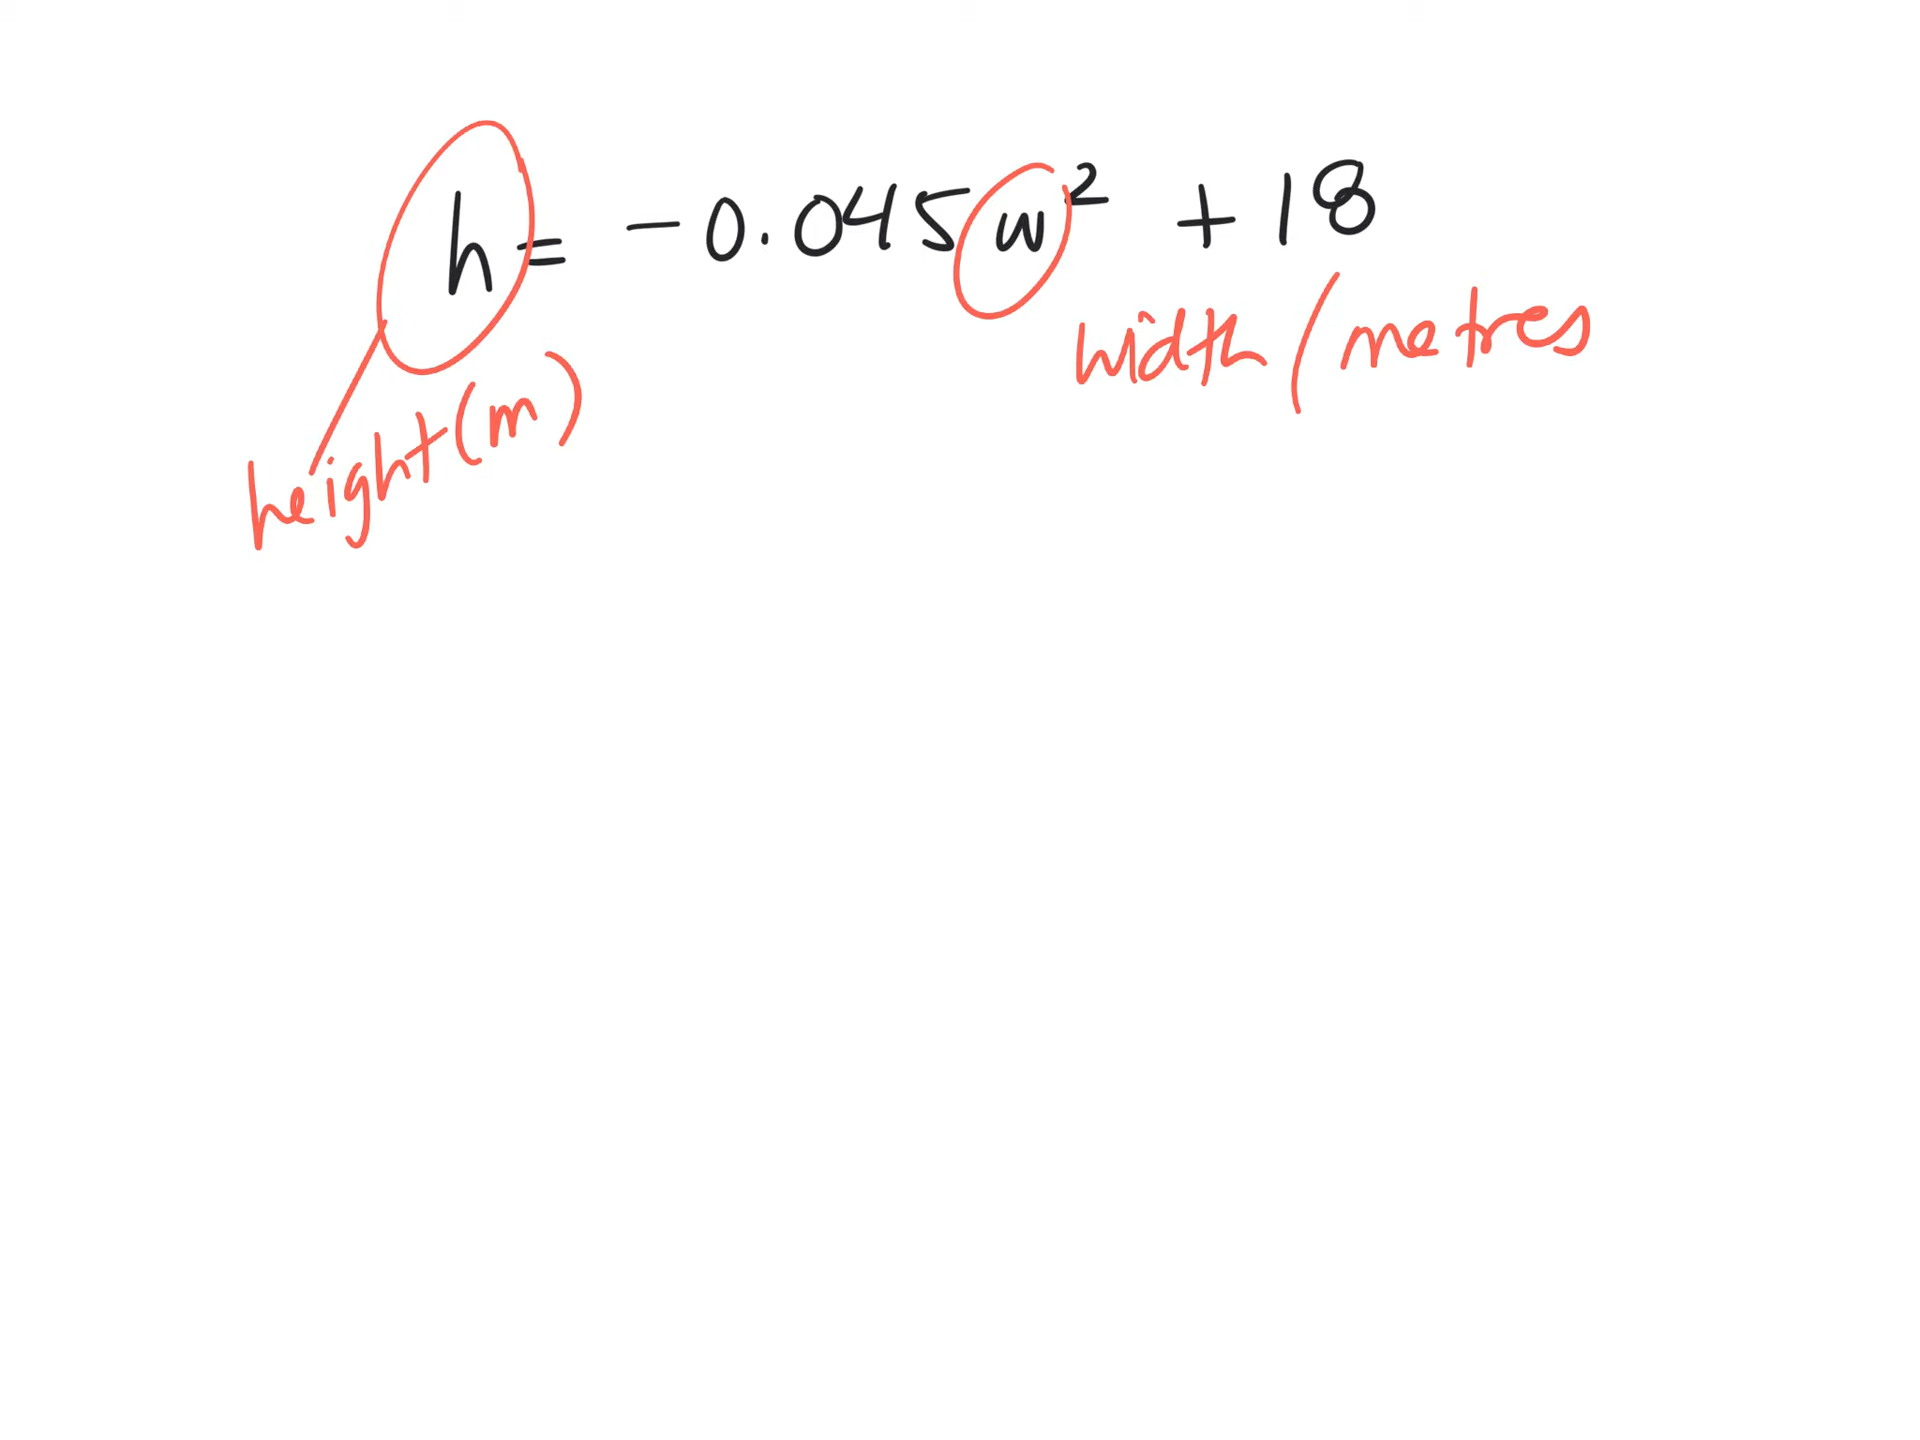 h = -0.045w² + 18
width / metres
height (m)